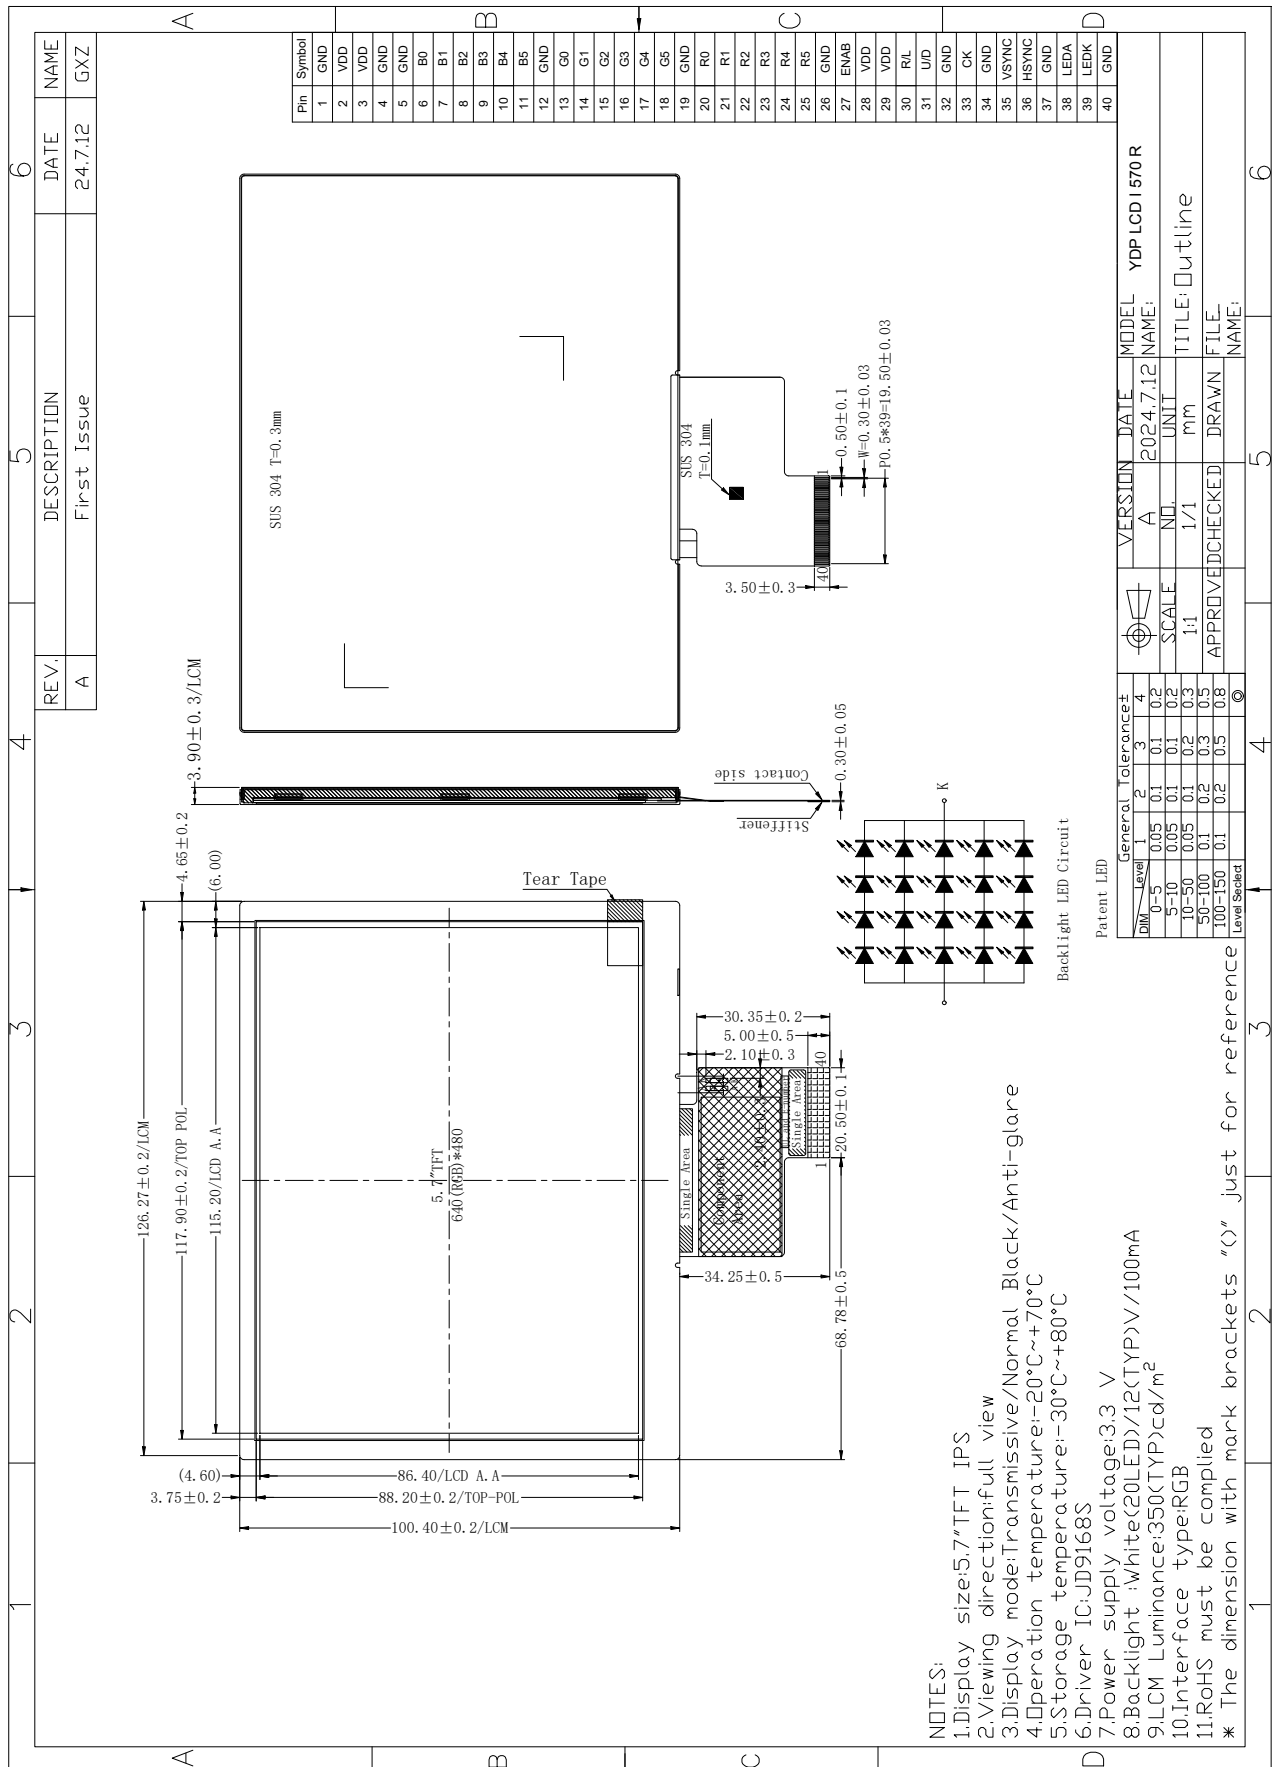 1
2
3
4
5
6
A
B
C
D
REV.
DESCRIPTION
DATE
NAME
A
First Issue
24.7.12
GXZ
126.27±0.2/LCM
117.90±0.2/TOP POL
115.20/LCD A.A
4.65±0.2
(6.00)
(4.60)
3.75±0.2
86.40/LCD A.A
88.20±0.2/TOP-POL
100.40±0.2/LCM
5.7"TFT
640(RGB)*480
Tear Tape
Single Area
Single Area
30.35±0.2
5.00±0.5
2.10±0.3
34.25±0.5
68.78±0.5
20.50±0.1
1
40
3.90±0.3/LCM
Stiffener
Contact side
0.30±0.05
SUS 304 T=0.3mm
SUS 304
T=0.1mm
3.50±0.3
40
1
0.50±0.1
W=0.30±0.03
P0.5*39=19.50±0.03
K
Backlight LED Circuit
Patent LED
Pin Symbol
1 GND
2 VDD
3 VDD
4 GND
5 GND
6 B0
7 B1
8 B2
9 B3
10 B4
11 B5
12 GND
13 G0
14 G1
15 G2
16 G3
17 G4
18 G5
19 GND
20 R0
21 R1
22 R2
23 R3
24 R4
25 R5
26 GND
27 ENAB
28 VDD
29 VDD
30 R/L
31 U/D
32 GND
33 CK
34 GND
35 VSYNC
36 HSYNC
37 GND
38 LEDA
39 LEDK
40 GND
NOTES:
1.Display size:5.7"TFT IPS
2.Viewing direction:full view
3.Display mode:Transmissive/Normal Black/Anti-glare
4.Operation temperature:-20°C~+70°C
5.Storage temperature:-30°C~+80°C
6.Driver IC:JD9168S
7.Power supply voltage:3.3 V
8.Backlight :White(20LED)/12(TYP)V/100mA
9.LCM Luminance:350(TYP)cd/m²
10.Interface type:RGB
11.RoHS must be complied
* The dimension with mark brackets "()" just for reference
General Tolerance±
DIM Level 1 2 3 4
0-5 0.05 0.1 0.1 0.2
5-10 0.05 0.1 0.1 0.2
10-50 0.05 0.1 0.2 0.3
50-100 0.1 0.2 0.3 0.5
100-150 0.1 0.2 0.5 0.8
Level Seclect ◎
VERSION
A
DATE
2024.7.12
MODEL NAME:
YDP LCD I 570 R
SCALE
1:1
NO.
1/1
UNIT
mm
TITLE: Outline
APPROVED
CHECKED
DRAWN
FILE NAME:
1
2
3
4
5
6
A
B
C
D